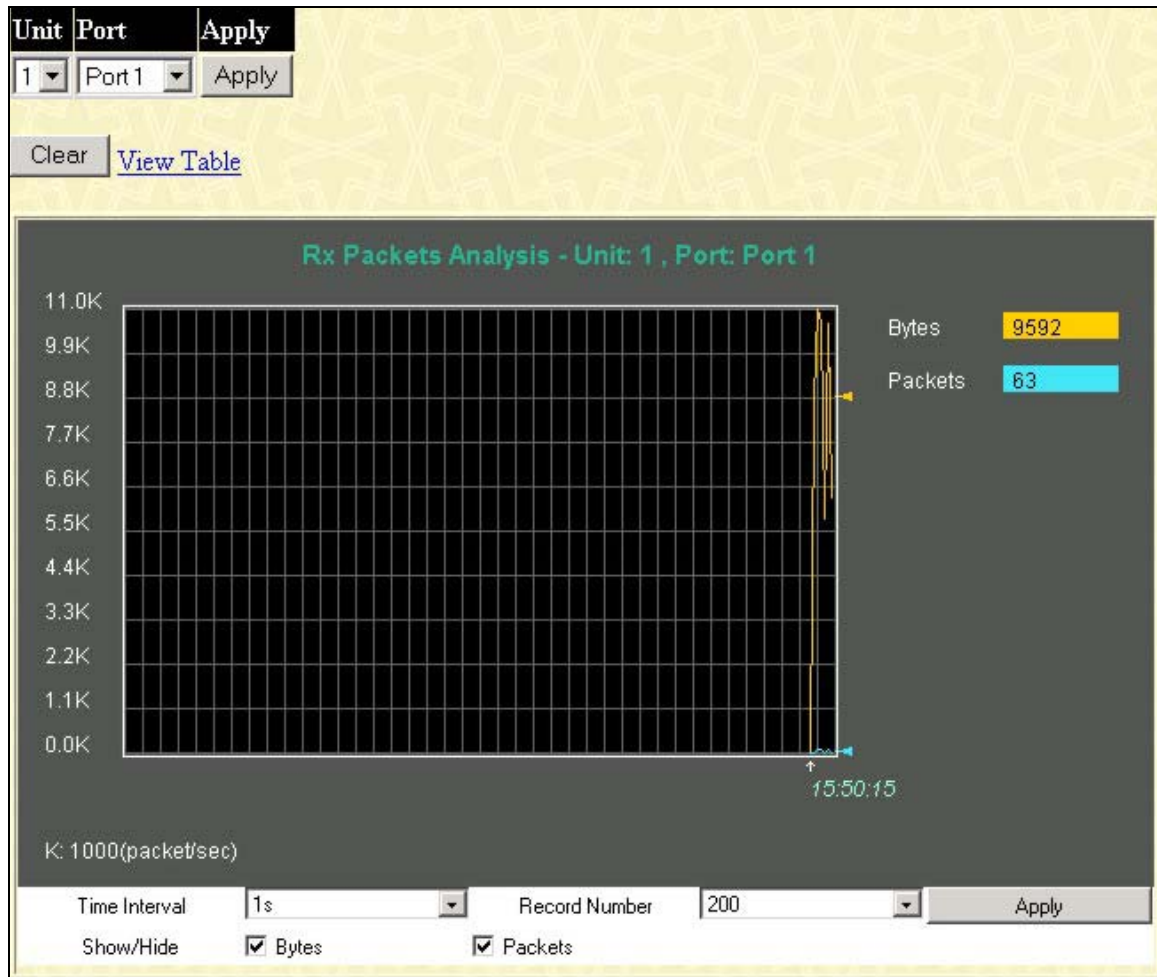 Unit Port Apply
1 Port 1 Apply
Clear View Table
Rx Packets Analysis - Unit: 1 , Port: Port 1
11.0K
9.9K
8.8K
7.7K
6.6K
5.5K
4.4K
3.3K
2.2K
1.1K
0.0K
Bytes 9592
Packets 63
15:50:15
K: 1000(packet/sec)
Time Interval 1s Record Number 200 Apply
Show/Hide Bytes Packets